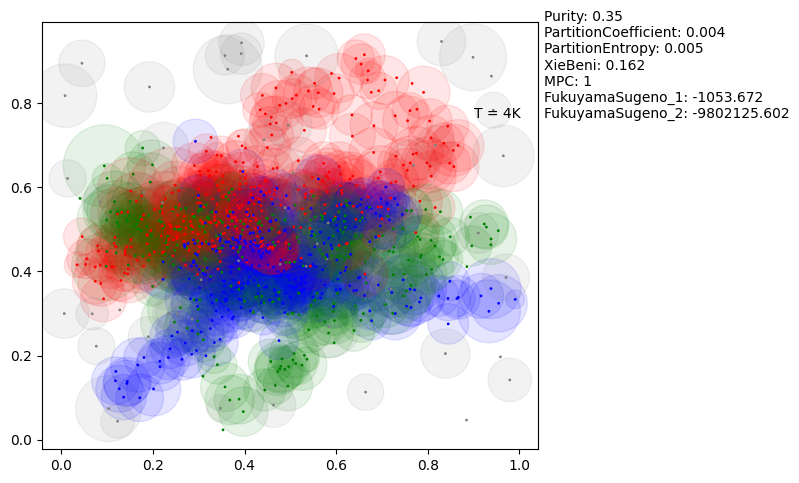 Purity: 0.35
PartitionCoefficient: 0.004
PartitionEntropy: 0.005
XieBeni: 0.162
MPC: 1
FukuyamaSugeno_1: -1053.672
FukuyamaSugeno_2: -9802125.602
T = 4K
0.8
0.6
0.4
0.2
0.0
0.0 0.2 0.4 0.6 0.8 1.0